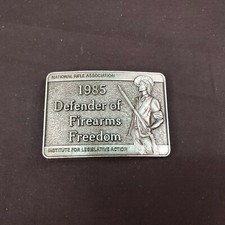 NATIONAL RIFLE ASSOCIATION
1985
Defender of
Firearms
Freedom
INSTITUTE FOR LEGISLATIVE ACTION